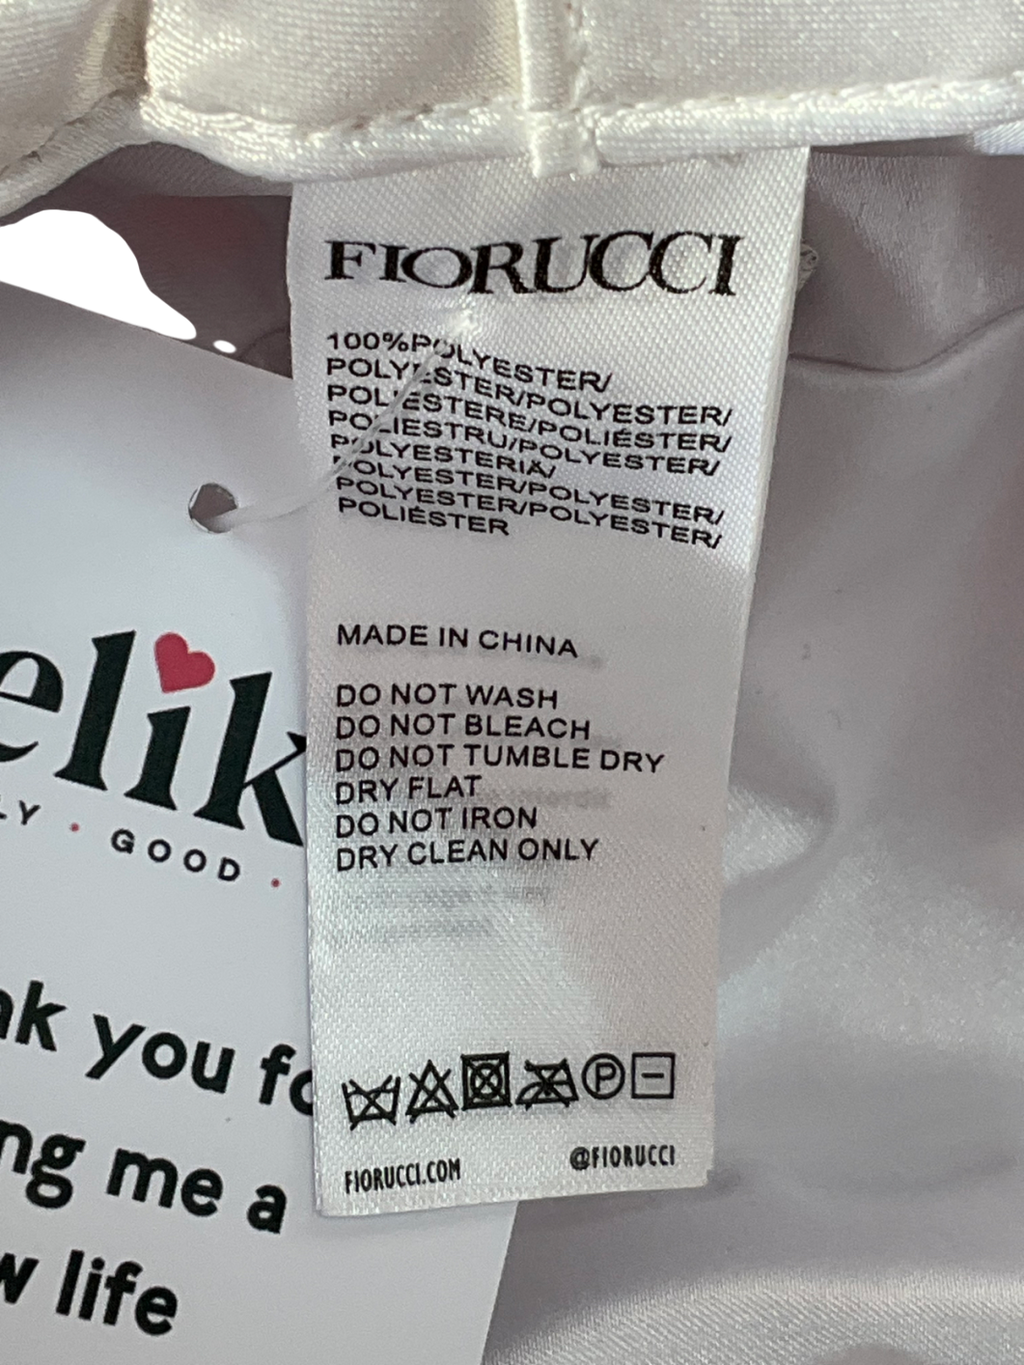 FIORUCCI
100%POLYESTER/
POLYESTER/POLYESTER/
POLIESTERE/POLIÉSTER/
POLIESTRU/POLYESTER/
POLYESTERIÄ/
POLYESTER/POLYESTER/
POLYESTER/POLYESTER/
POLIÉSTER
MADE IN CHINA
DO NOT WASH
DO NOT BLEACH
DO NOT TUMBLE DRY
DRY FLAT
DO NOT IRON
DRY CLEAN ONLY
P
FIORUCCI.COM @FIORUCCI
elik
LY · GOOD ·
nk you fo
ng me a
w life